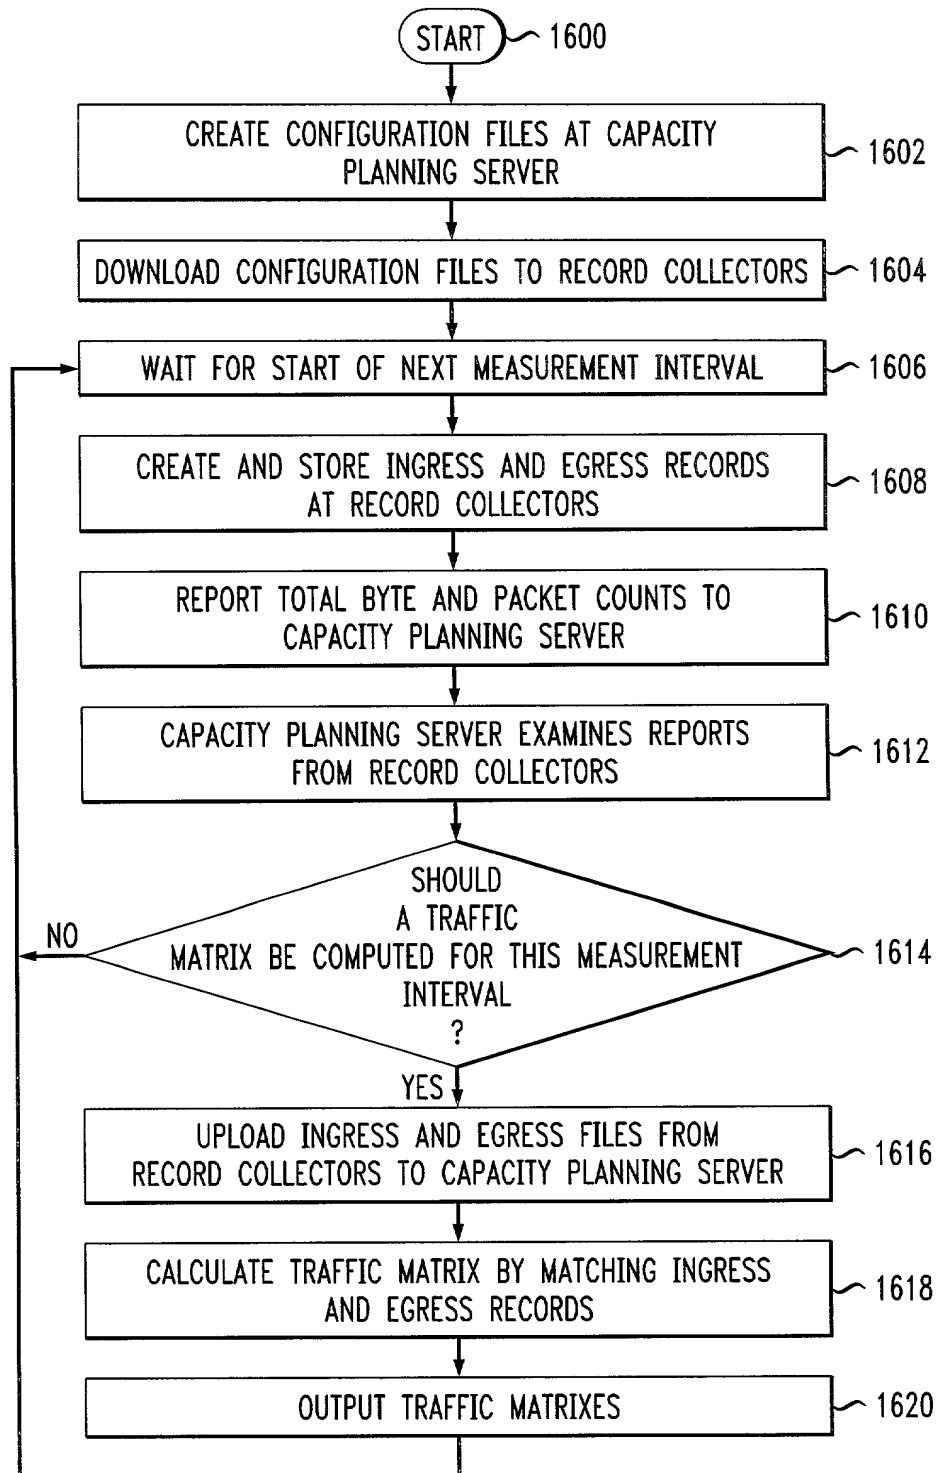 START 1600
CREATE CONFIGURATION FILES AT CAPACITY
PLANNING SERVER
1602
DOWNLOAD CONFIGURATION FILES TO RECORD COLLECTORS 1604
WAIT FOR START OF NEXT MEASUREMENT INTERVAL 1606
CREATE AND STORE INGRESS AND EGRESS RECORDS
AT RECORD COLLECTORS
1608
REPORT TOTAL BYTE AND PACKET COUNTS TO
CAPACITY PLANNING SERVER
1610
CAPACITY PLANNING SERVER EXAMINES REPORTS
FROM RECORD COLLECTORS
1612
SHOULD
A TRAFFIC
MATRIX BE COMPUTED FOR THIS MEASUREMENT
INTERVAL
?
1614
NO
YES
UPLOAD INGRESS AND EGRESS FILES FROM
RECORD COLLECTORS TO CAPACITY PLANNING SERVER
1616
CALCULATE TRAFFIC MATRIX BY MATCHING INGRESS
AND EGRESS RECORDS
1618
OUTPUT TRAFFIC MATRIXES 1620